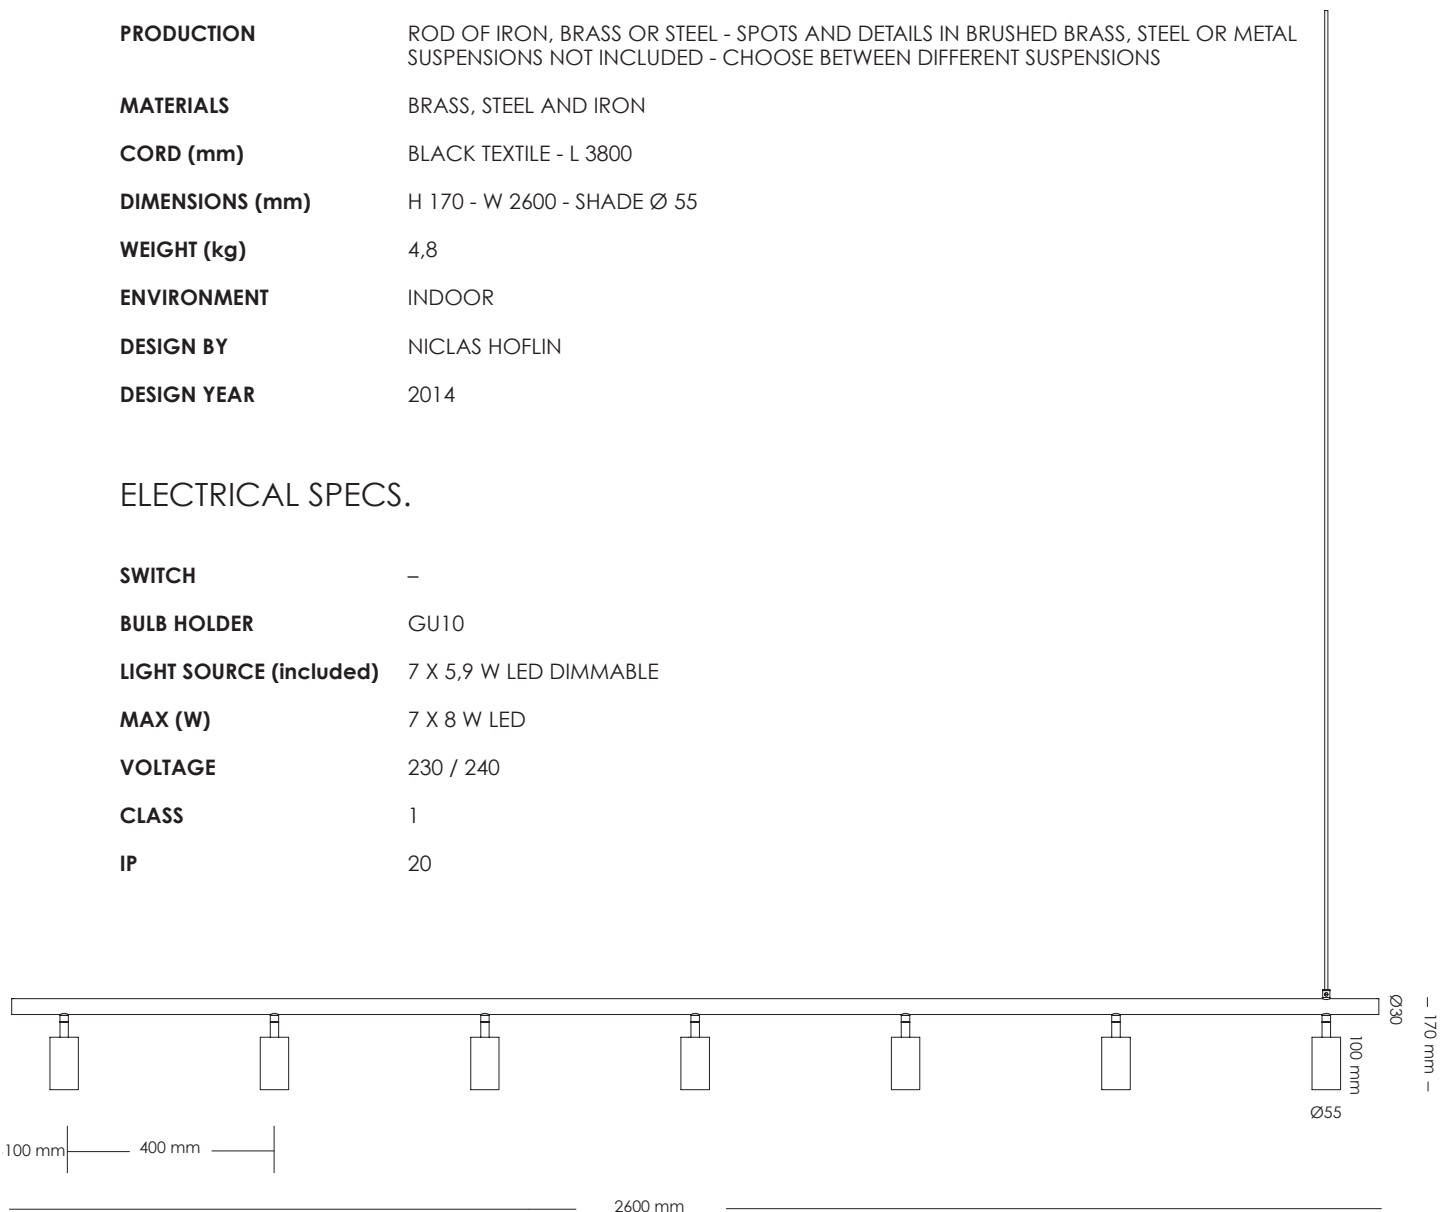 PRODUCTION ROD OF IRON, BRASS OR STEEL - SPOTS AND DETAILS IN BRUSHED BRASS, STEEL OR METAL
SUSPENSIONS NOT INCLUDED - CHOOSE BETWEEN DIFFERENT SUSPENSIONS
MATERIALS BRASS, STEEL AND IRON
CORD (mm) BLACK TEXTILE - L 3800
DIMENSIONS (mm) H 170 - W 2600 - SHADE Ø 55
WEIGHT (kg) 4,8
ENVIRONMENT INDOOR
DESIGN BY NICLAS HOFLIN
DESIGN YEAR 2014
ELECTRICAL SPECS.
SWITCH –
BULB HOLDER GU10
LIGHT SOURCE (included) 7 X 5,9 W LED DIMMABLE
MAX (W) 7 X 8 W LED
VOLTAGE 230 / 240
CLASS 1
IP 20
Ø30
– 170 mm –
100 mm
Ø55
100 mm
400 mm
2600 mm